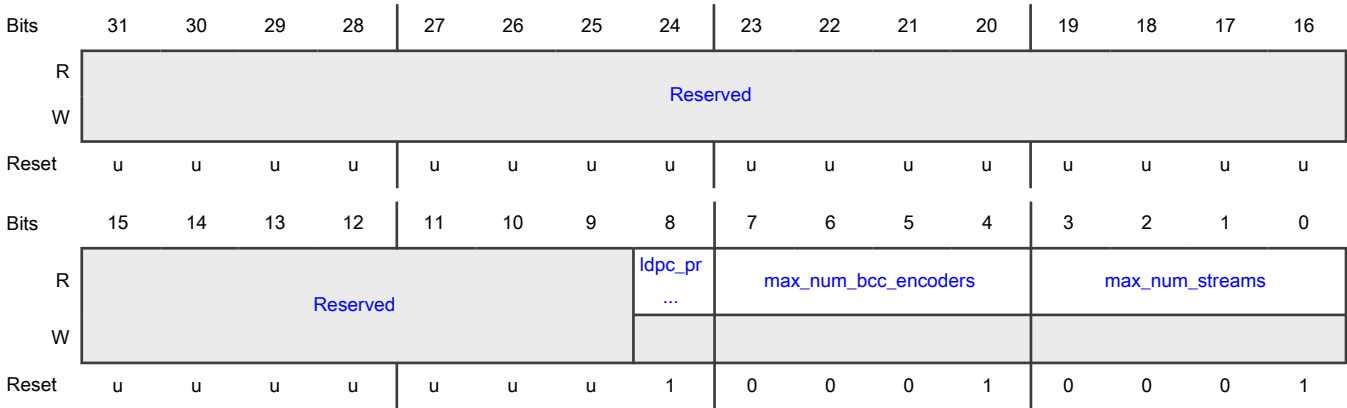 Bits 31 30 29 28 27 26 25 24 23 22 21 20 19 18 17 16
R
Reserved
W
Reset u u u u u u u u u u u u u u u u
Bits 15 14 13 12 11 10 9 8 7 6 5 4 3 2 1 0
R Reserved ldpc_pr... max_num_bcc_encoders max_num_streams
W
Reset u u u u u u u 1 0 0 0 1 0 0 0 1